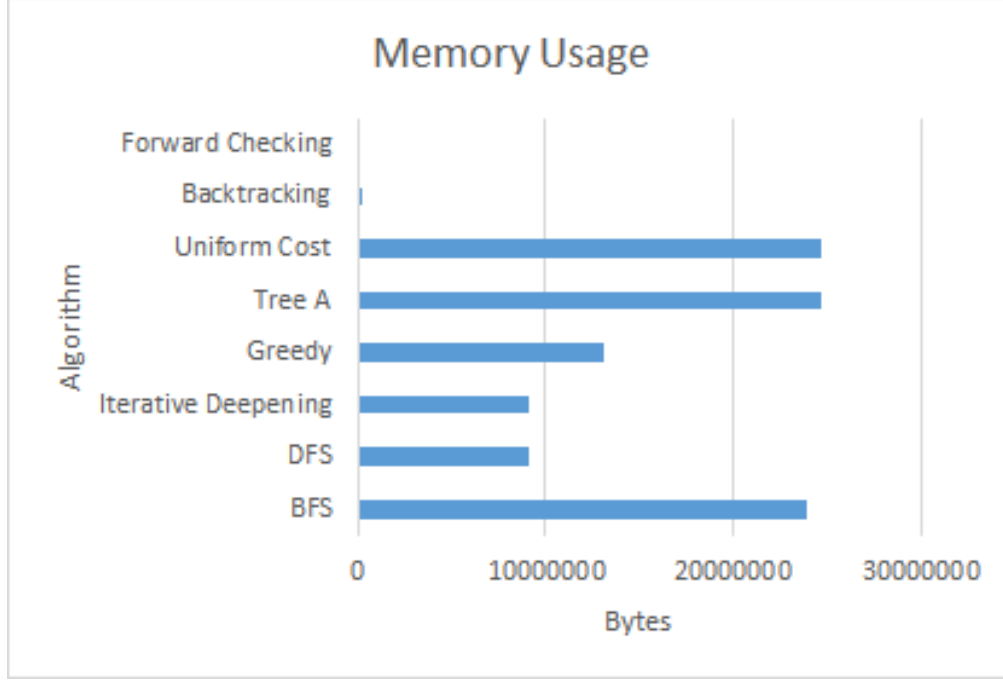 Memory Usage
Forward Checking
Backtracking
Uniform Cost
Tree A
Greedy
Iterative Deepening
DFS
BFS
Algorithm
0 10000000 20000000 30000000
Bytes